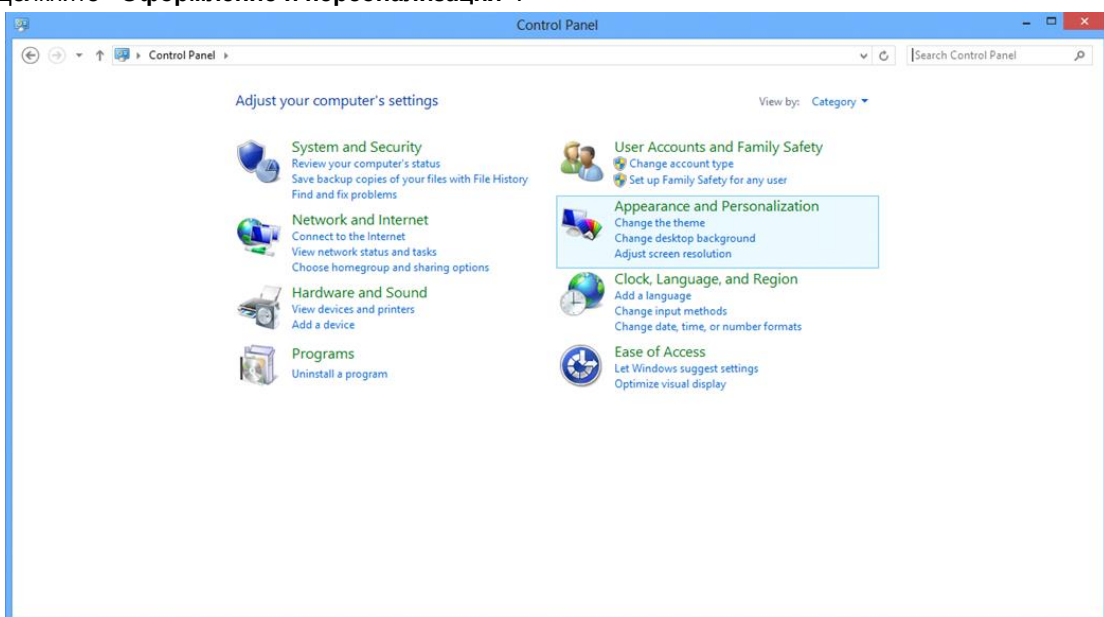 Щелкните "Оформление и персонализация".
Control Panel
Control Panel
Search Control Panel
Adjust your computer's settings
View by: Category
System and Security
Review your computer's status
Save backup copies of your files with File History
Find and fix problems
Network and Internet
Connect to the Internet
View network status and tasks
Choose homegroup and sharing options
Hardware and Sound
View devices and printers
Add a device
Programs
Uninstall a program
User Accounts and Family Safety
Change account type
Set up Family Safety for any user
Appearance and Personalization
Change the theme
Change desktop background
Adjust screen resolution
Clock, Language, and Region
Add a language
Change input methods
Change date, time, or number formats
Ease of Access
Let Windows suggest settings
Optimize visual display